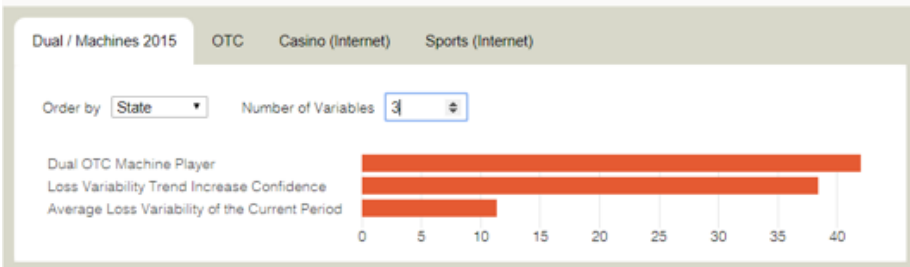 Dual / Machines 2015 OTC Casino (Internet) Sports (Internet)
Order by State Number of Variables 3
Dual OTC Machine Player
Loss Variability Trend Increase Confidence
Average Loss Variability of the Current Period
0 5 10 15 20 25 30 35 40